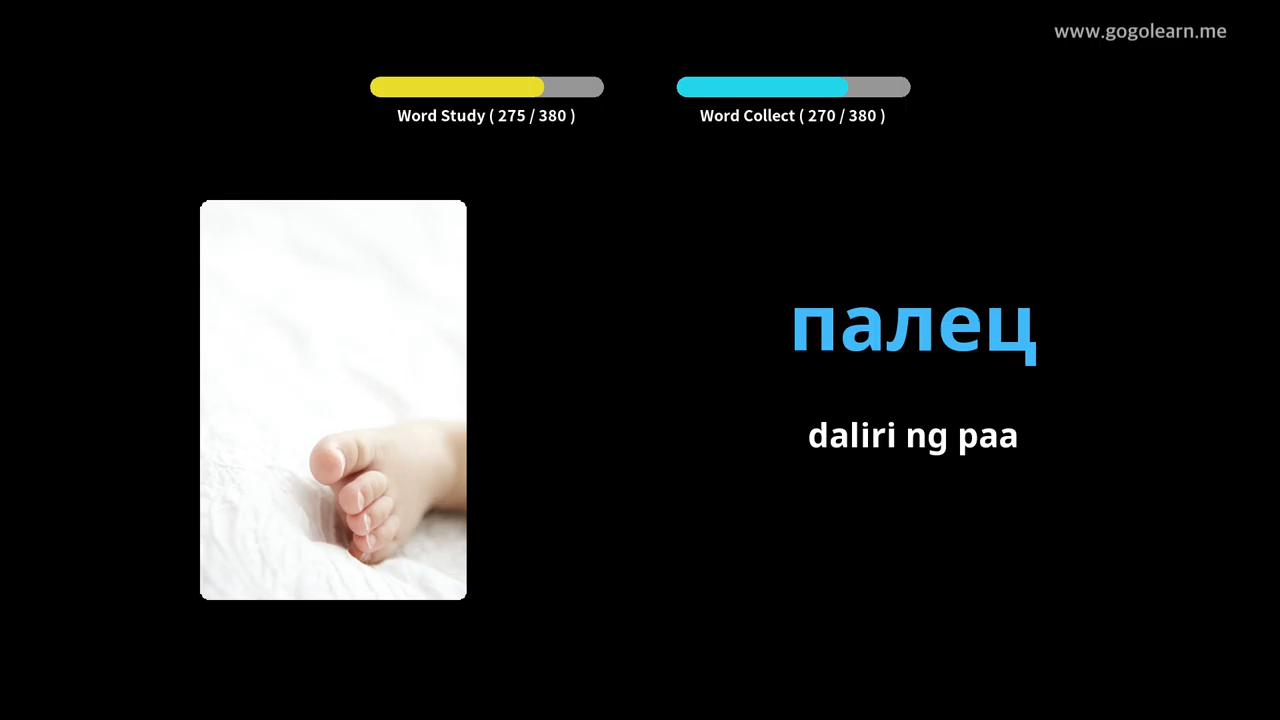 www.gogolearn.me
Word Study ( 275 / 380 )
Word Collect ( 270 / 380 )
палец
daliri ng paa